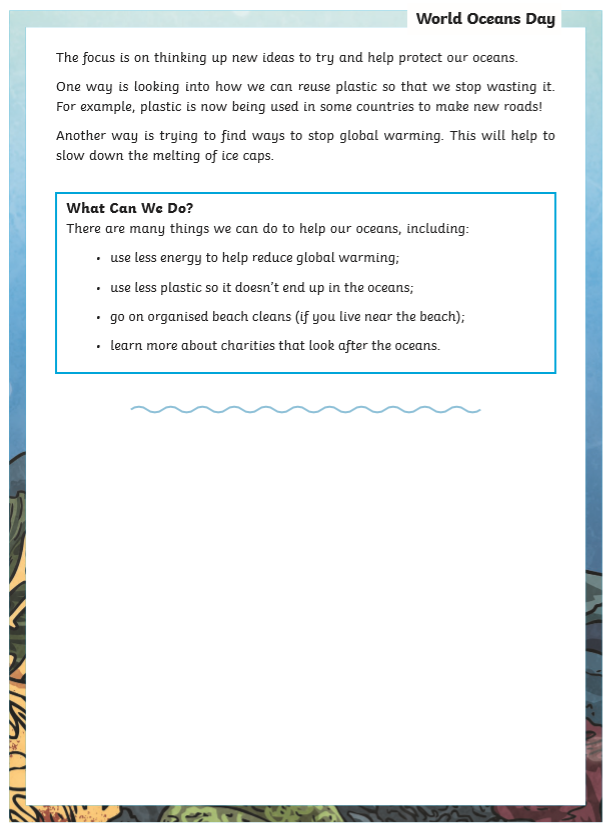 World Oceans Day
The focus is on thinking up new ideas to try and help protect our oceans.
One way is looking into how we can reuse plastic so that we stop wasting it.
For example, plastic is now being used in some countries to make new roads!
Another way is trying to find ways to stop global warming. This will help to
slow down the melting of ice caps.
What Can We Do?
There are many things we can do to help our oceans, including:
• use less energy to help reduce global warming;
• use less plastic so it doesn’t end up in the oceans;
• go on organised beach cleans (if you live near the beach);
• learn more about charities that look after the oceans.